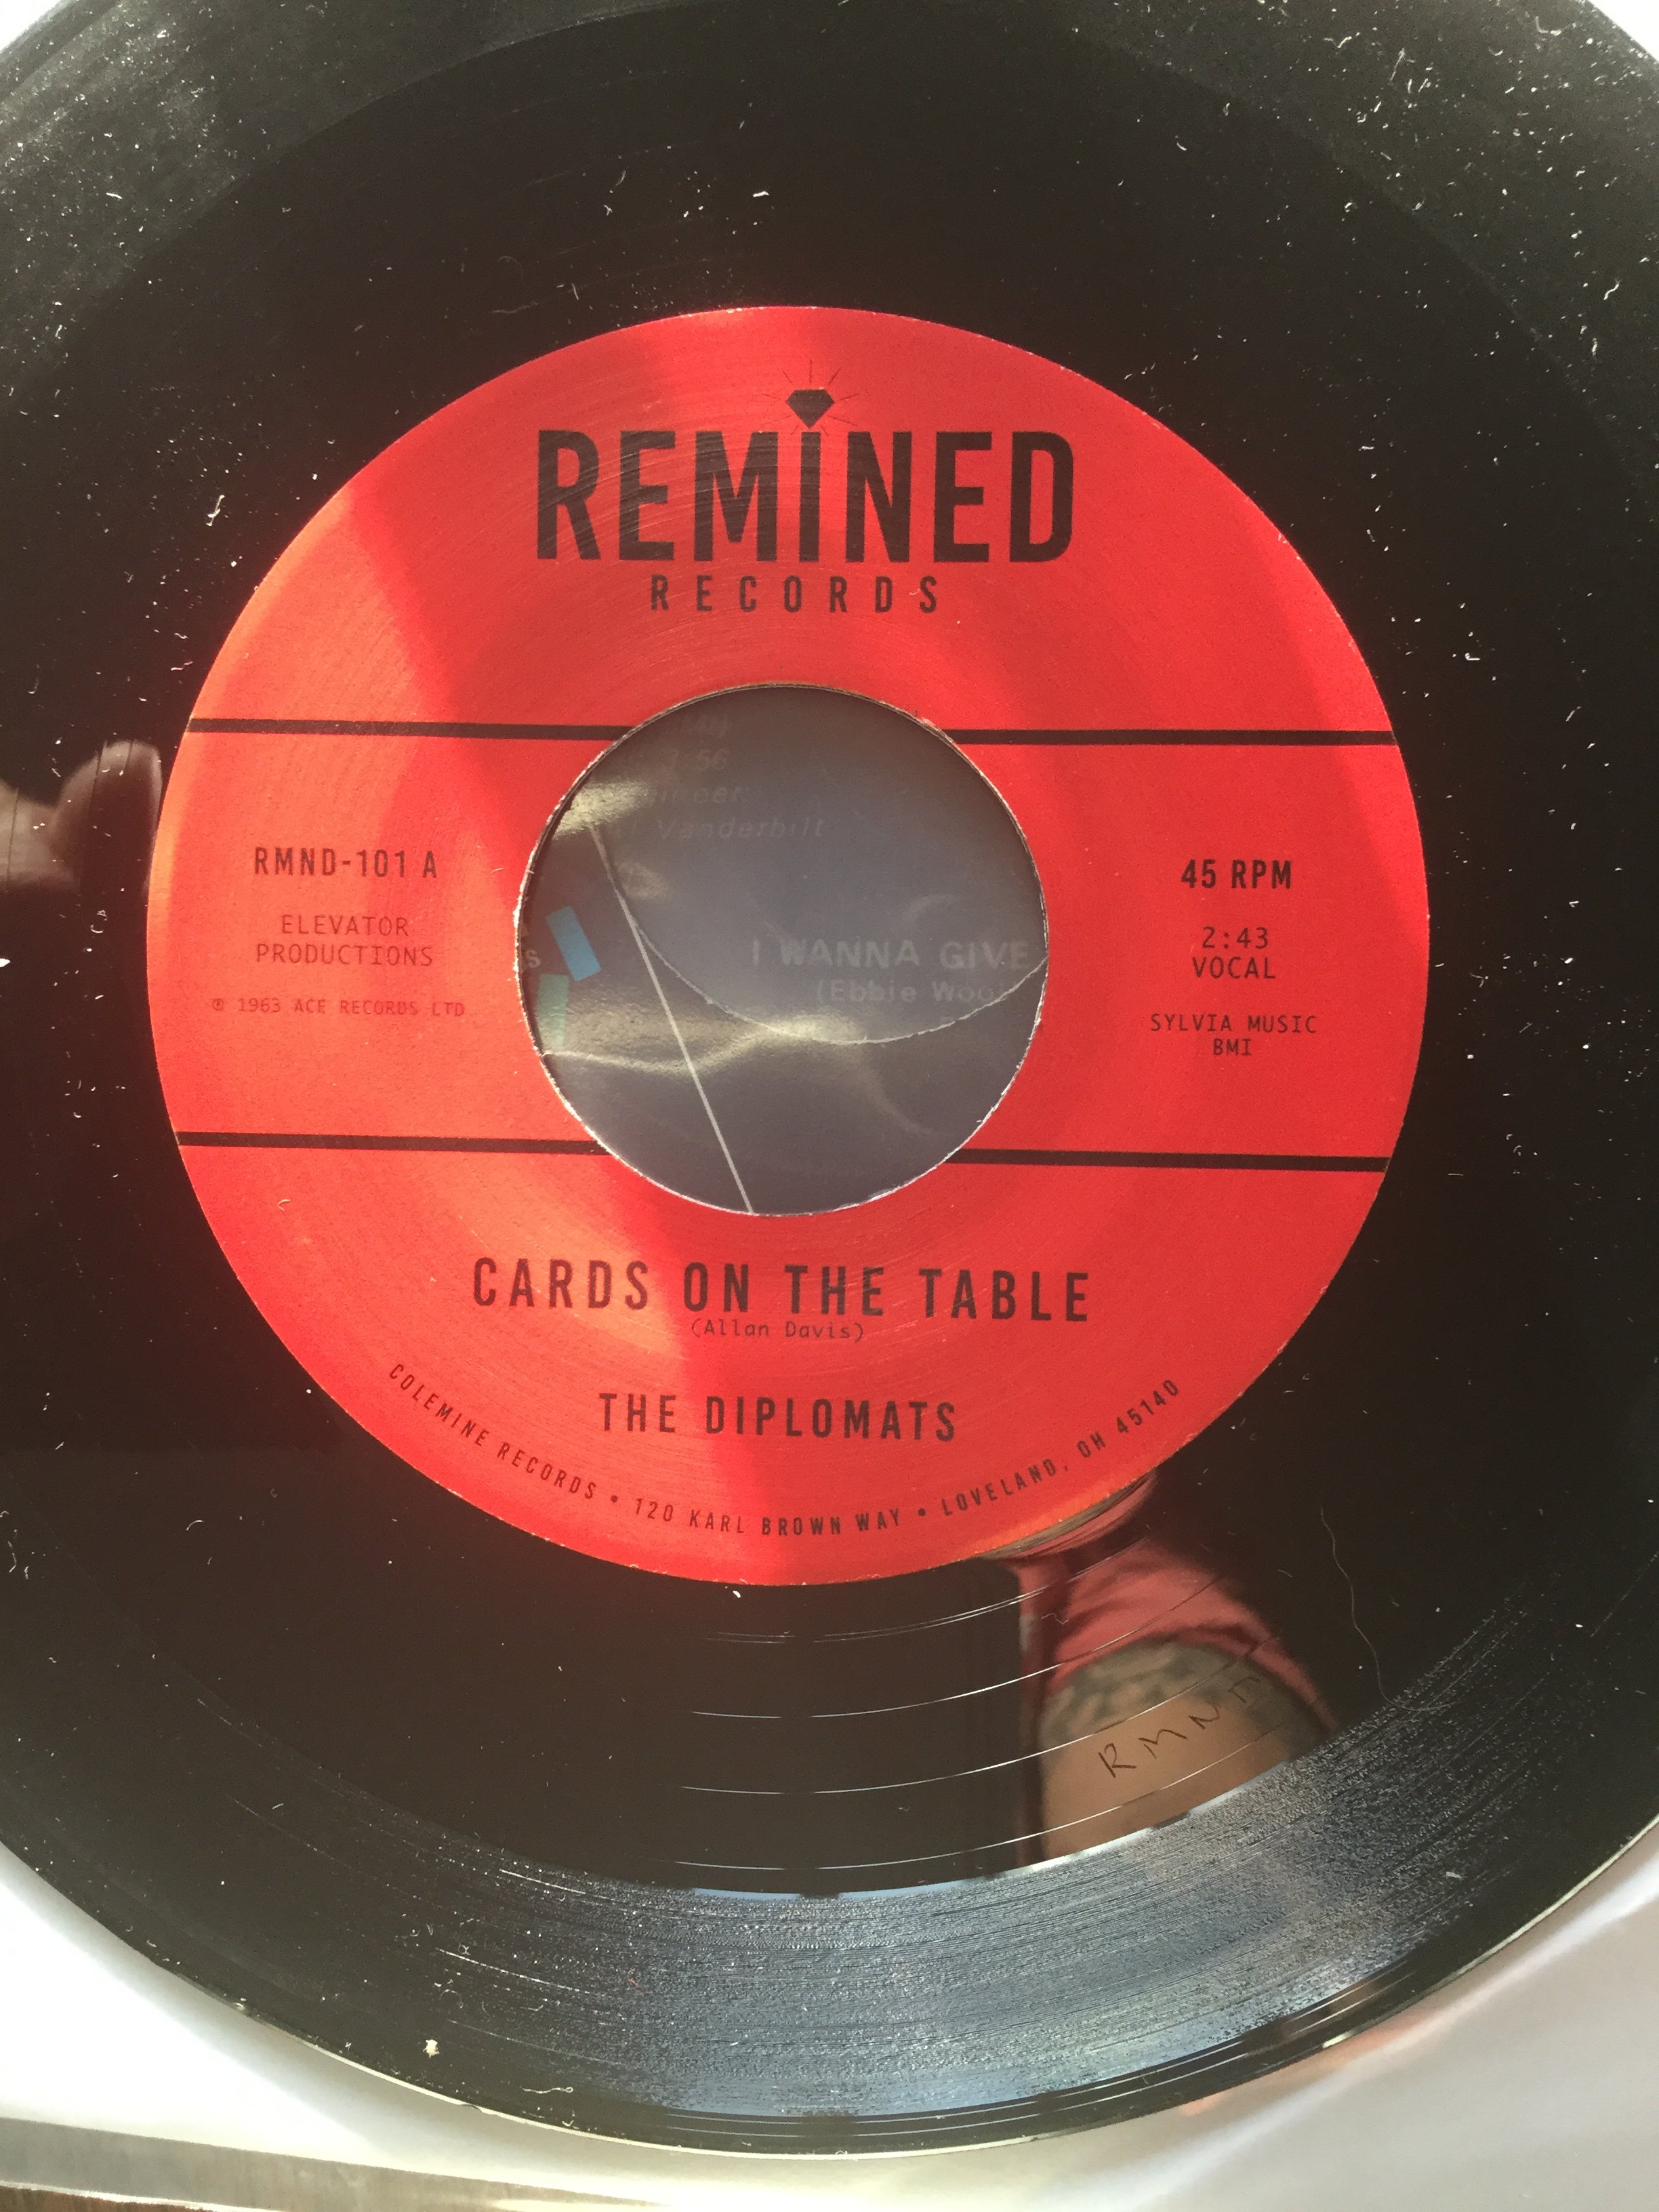 REMINED
RECORDS
RMND-101 A
ELEVATOR
PRODUCTIONS
℗ 1963 ACE RECORDS LTD
45 RPM
2:43
VOCAL
SYLVIA MUSIC
BMI
Vanderbilt
I WANNA GIVE
(Ebbie
CARDS ON THE TABLE
(Allan Davis)
THE DIPLOMATS
COLEMINE RECORDS • 120 KARL BROWN WAY • LOVELAND, OH 45140
RMN